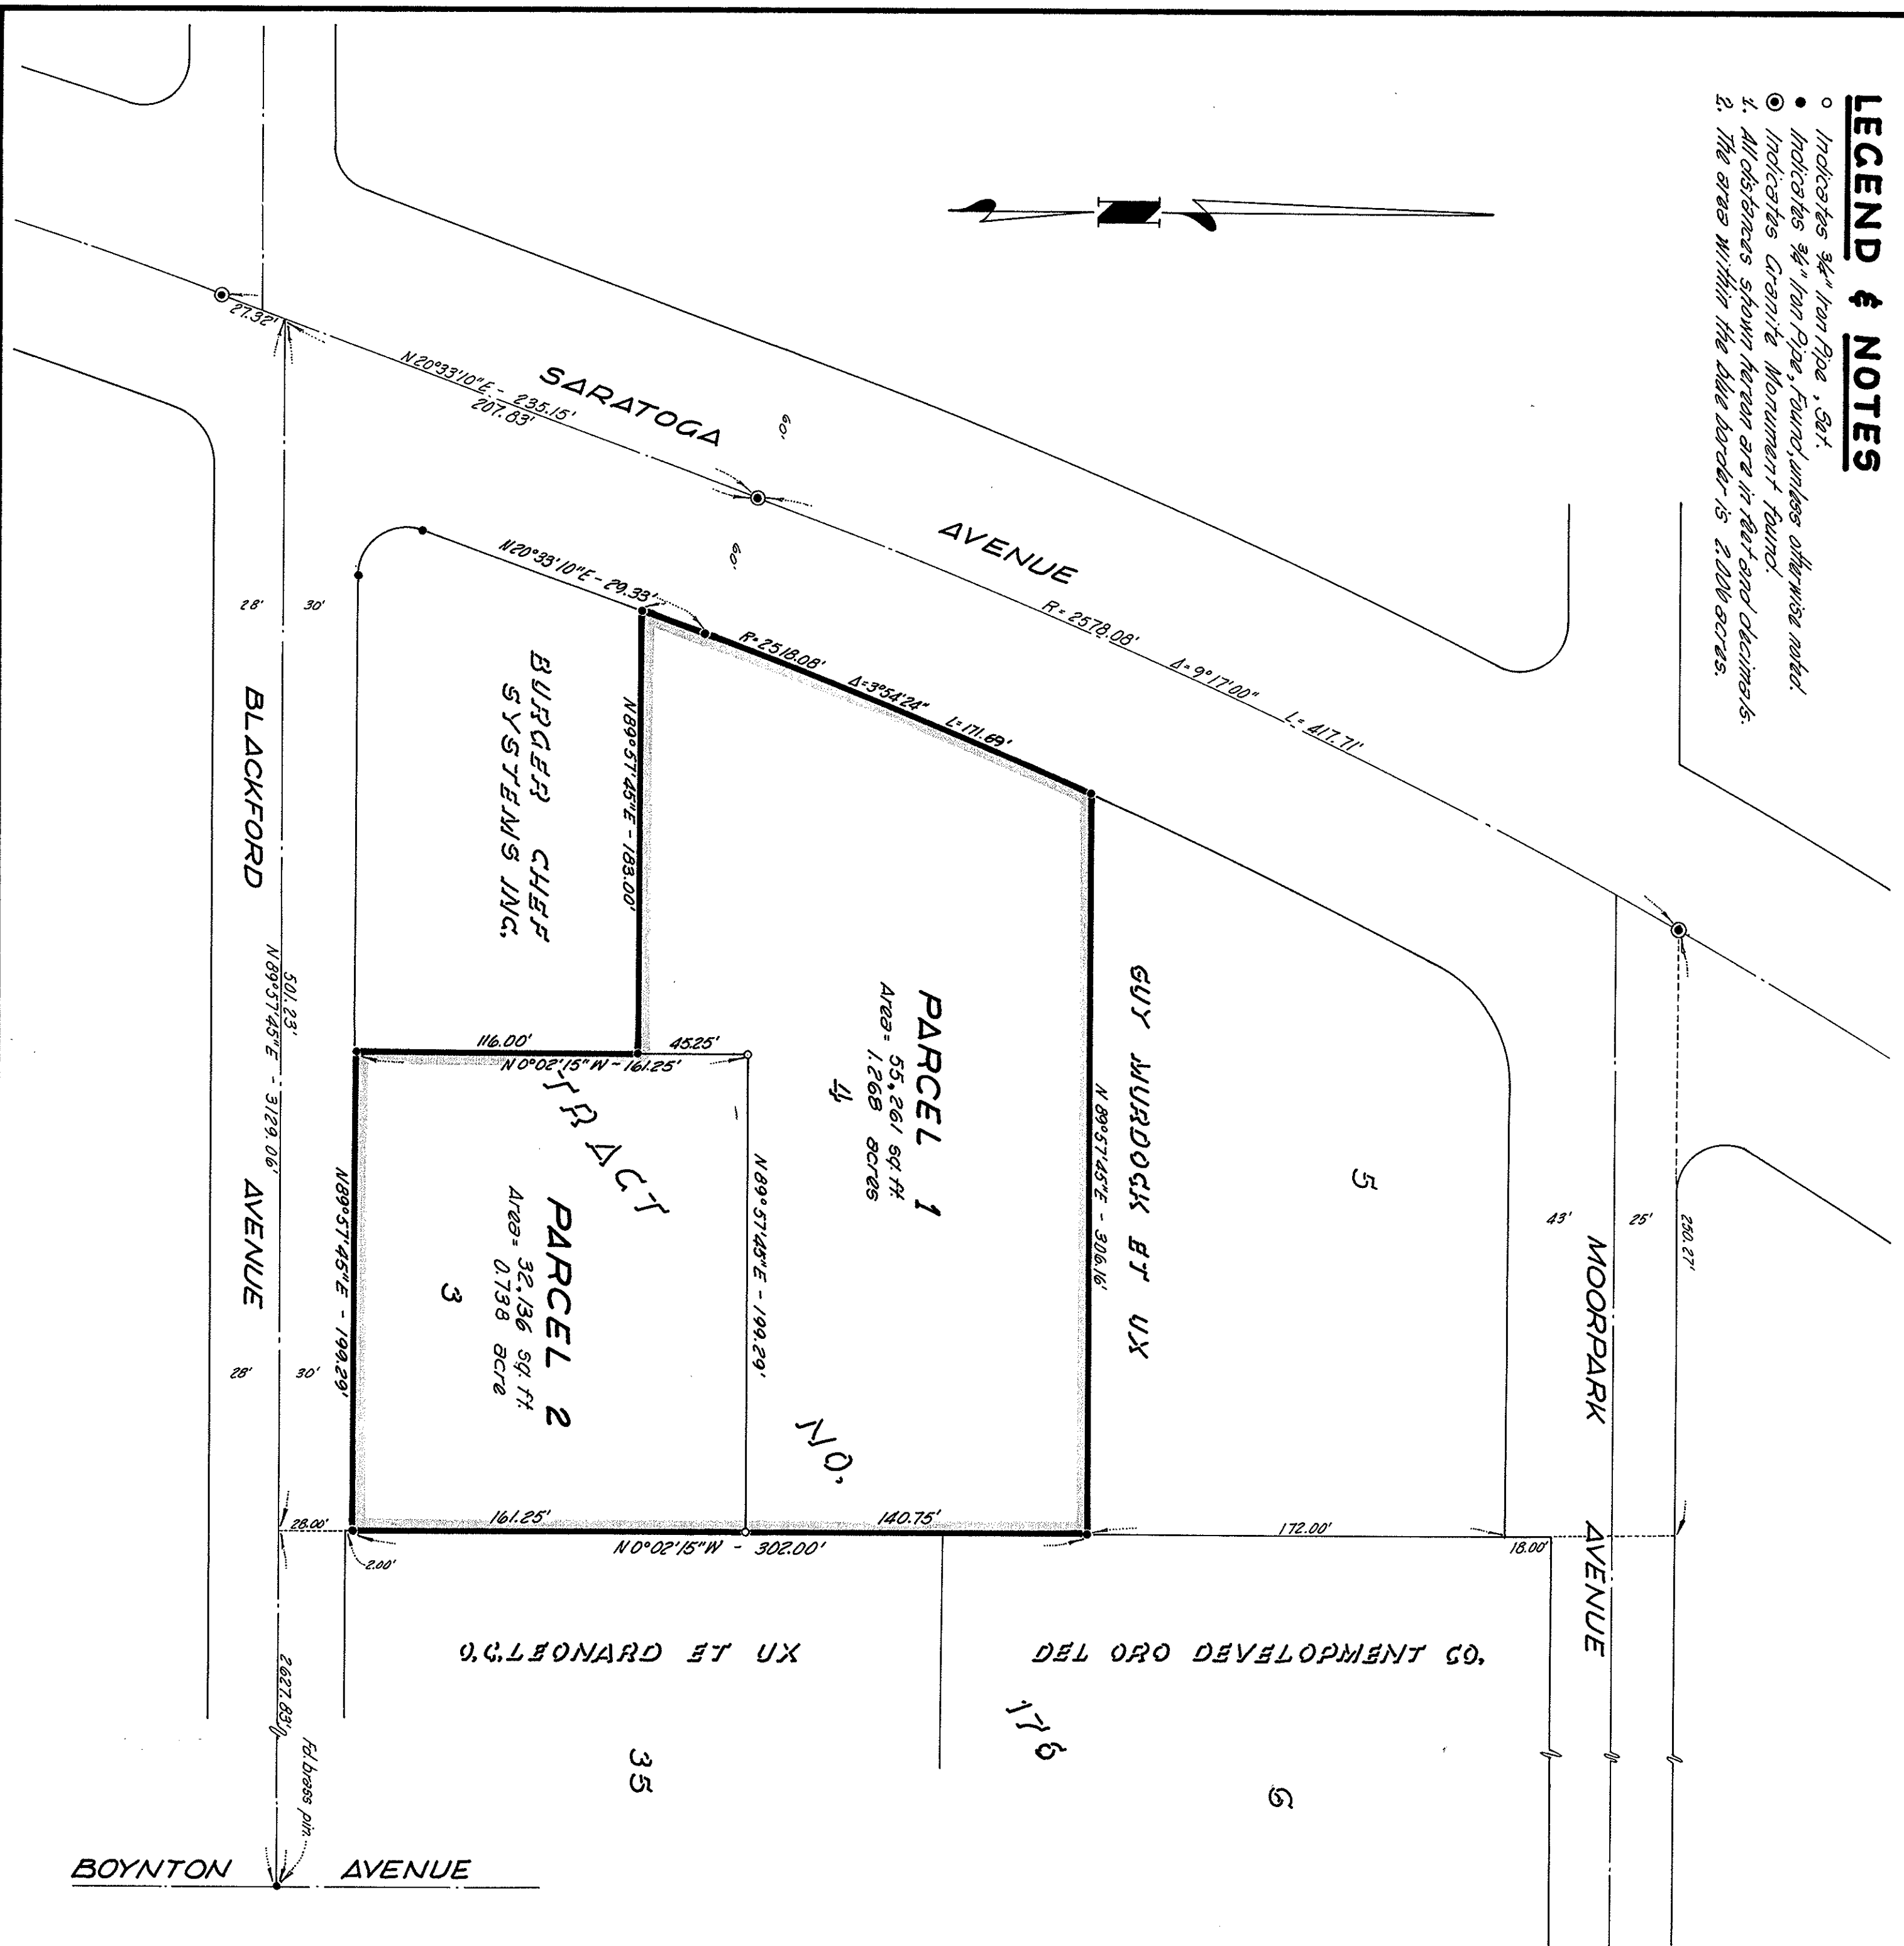 LEGEND & NOTES
○ Indicates ¾" Iron Pipe, Set.
● Indicates ¾" Iron Pipe, Found, unless otherwise noted.
◉ Indicates Granite Monument found.
1. All distances shown hereon are in feet and decimals.
2. The area within the blue border is 2.006 acres.
27.32'
N20°33'10"E - 235.15'
207.83'
SARATOGA
AVENUE
60'
60'
R= 2578.08'
Δ= 9°17'00"
L= 417.71'
N20°33'10"E - 29.33'
R=2518.08'
Δ=3°54'24"
L=171.69'
N89°57'45"E - 183.00'
BURGER CHEF
SYSTEMS INC.
GUY MURDOCK ET UX
5
N 89°57'45"E - 306.16'
PARCEL 1
Area= 55,261 sq. ft.
1.268 acres
4
116.00'
45.25'
N0°02'15"W - 161.25'
TRACT
NO.
176
N89°57'45"E - 199.29'
PARCEL 2
Area= 32,136 sq. ft.
0.738 acre
3
N89°57'45"E - 199.29'
161.25'
140.75'
N0°02'15"W - 302.00'
172.00'
18.00'
28.00'
2.00'
28'
30'
28'
30'
BLACKFORD
AVENUE
501.23'
N89°57'45"E - 3129.06'
2627.83'
Fd. brass pin.
43'
25'
250.27'
MOORPARK
AVENUE
O.C.LEONARD ET UX
DEL ORO DEVELOPMENT CO.
35
6
BOYNTON AVENUE